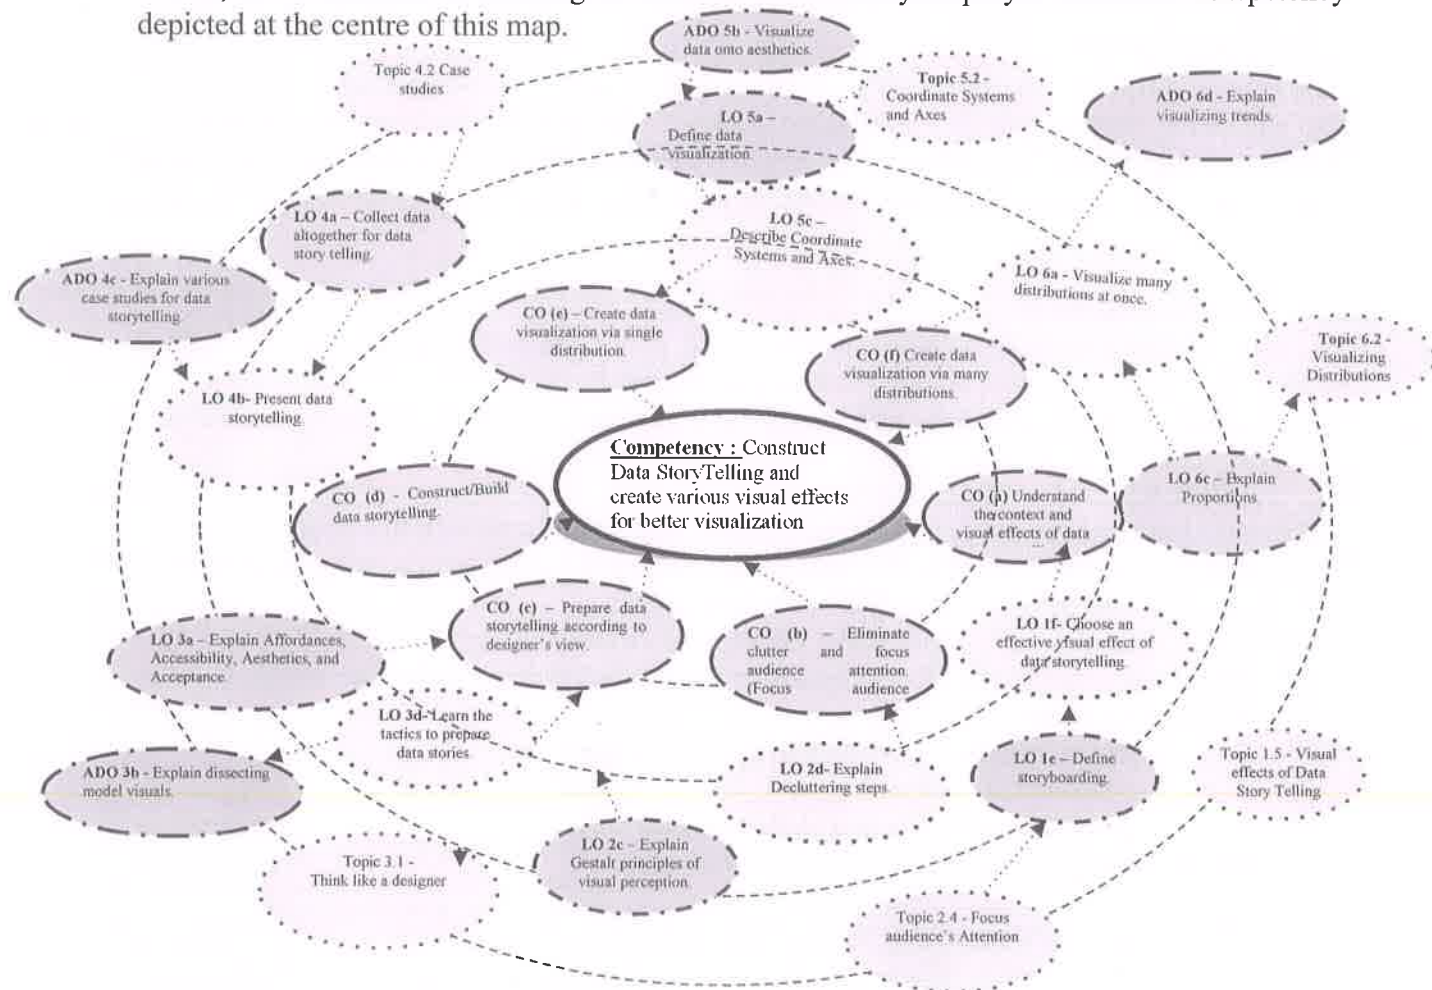 depicted at the centre of this map.
ADO 5b - Visualize
data onto aesthetics.
Topic 4.2 Case
studies
Topic 5.2 -
Coordinate Systems
and Axes
ADO 6d - Explain
visualizing trends.
LO 5a –
Define data
visualization.
LO 4a – Collect data
altogether for data
story telling.
LO 5c –
Describe Coordinate
Systems and Axes.
ADO 4c - Explain various
case studies for data
storytelling
LO 6a - Visualize many
distributions at once.
CO (e) – Create data
visualization via single
distribution.
CO (f) Create data
visualization via many
distributions.
Topic 6.2 -
Visualizing
Distributions
LO 4b- Present data
storytelling.
Competency : Construct
Data StoryTelling and
create various visual effects
for better visualization
CO (d) - Construct/Build
data storytelling.
CO (a) Understand
the context and
visual effects of data
...
LO 6c – Explain
Proportions.
CO (c) – Prepare data
storytelling according to
designer's view.
CO (b) – Eliminate
clutter and focus
audience attention.
(Focus audience
LO 1f- Choose an
effective visual effect of
data storytelling.
LO 3a – Explain Affordances,
Accessibility, Aesthetics, and
Acceptance.
LO 3d- Learn the
tactics to prepare
data stories.
ADO 3b - Explain dissecting
model visuals.
LO 2d- Explain
Decluttering steps.
LO 1e – Define
storyboarding.
Topic 1.5 - Visual
effects of Data
Story Telling
Topic 3.1 -
Think like a designer
LO 2c – Explain
Gestalt principles of
visual perception.
Topic 2.4 - Focus
audience's Attention